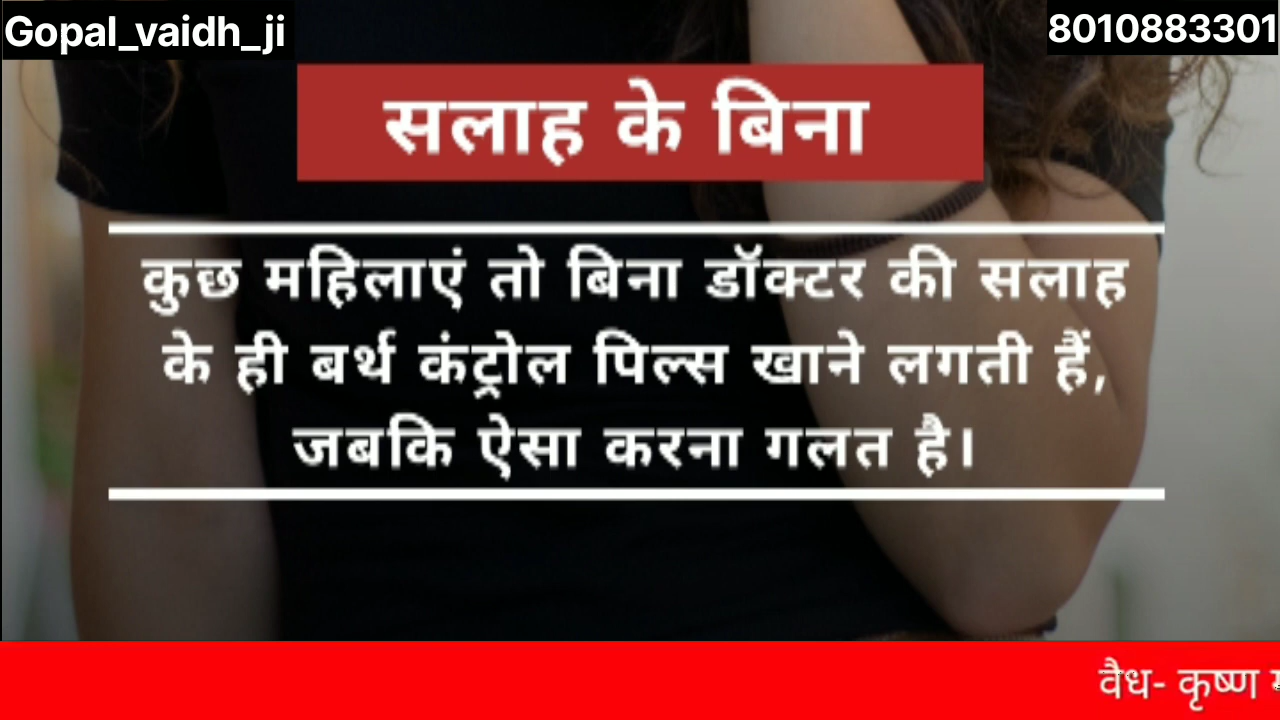 Gopal_vaidh_ji
8010883301
सलाह के बिना
कुछ महिलाएं तो बिना डॉक्टर की सलाह
के ही बर्थ कंट्रोल पिल्स खाने लगती हैं,
जबकि ऐसा करना गलत है।
वैध- कृष्ण